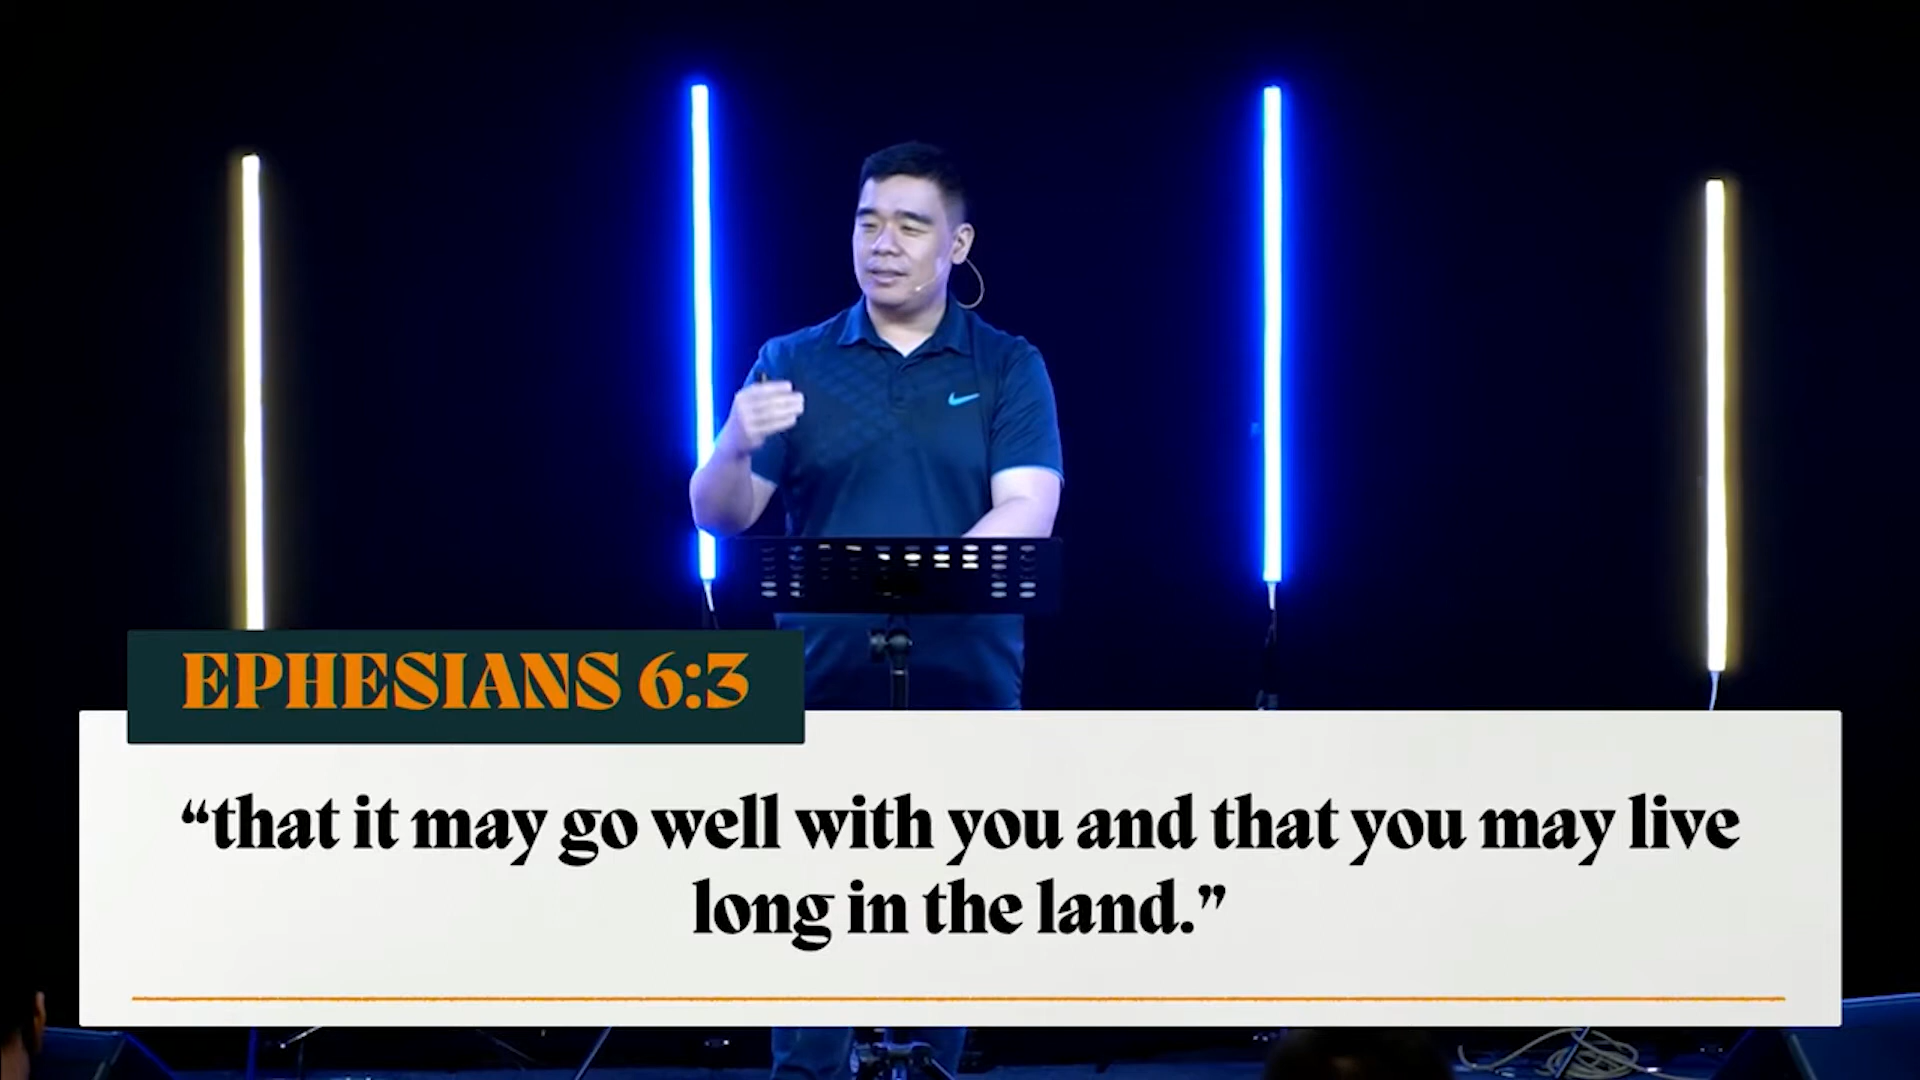 EPHESIANS 6:3
“that it may go well with you and that you may live
long in the land.”